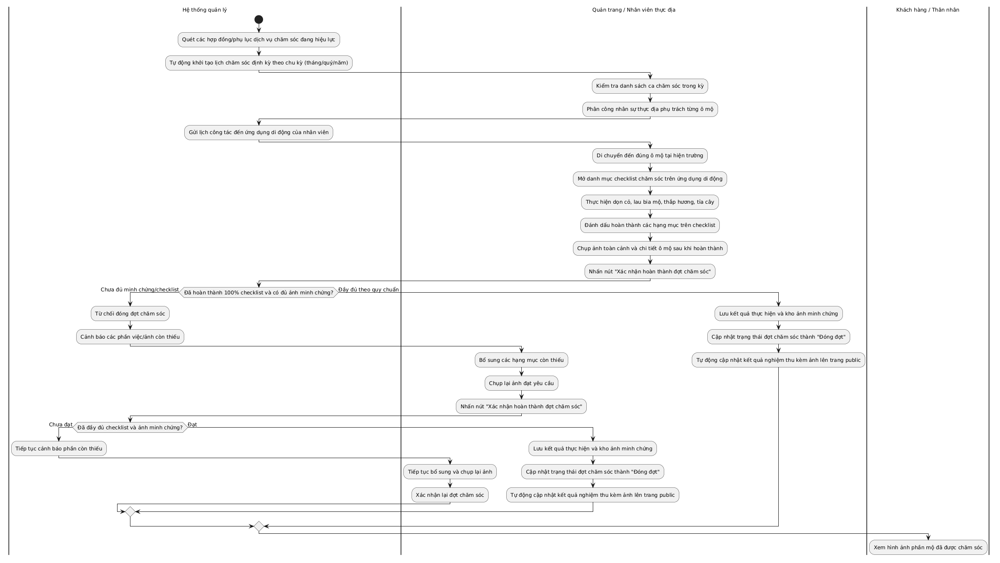 Hệ thống quản lý
Quản trang / Nhân viên thực địa
Khách hàng / Thân nhân
Quét các hợp đồng/phụ lục dịch vụ chăm sóc đang hiệu lực
Tự động khởi tạo lịch chăm sóc định kỳ theo chu kỳ (tháng/quý/năm)
Kiểm tra danh sách ca chăm sóc trong kỳ
Phân công nhân sự thực địa phụ trách từng ô mộ
Gửi lịch công tác đến ứng dụng di động của nhân viên
Di chuyển đến đúng ô mộ tại hiện trường
Mở danh mục checklist chăm sóc trên ứng dụng di động
Thực hiện dọn cỏ, lau bia mộ, thắp hương, tỉa cây
Đánh dấu hoàn thành các hạng mục trên checklist
Chụp ảnh toàn cảnh và chi tiết ô mộ sau khi hoàn thành
Nhấn nút "Xác nhận hoàn thành đợt chăm sóc"
Chưa đủ minh chứng/checklist
Đã hoàn thành 100% checklist và có đủ ảnh minh chứng?
Đầy đủ theo quy chuẩn
Từ chối đóng đợt chăm sóc
Lưu kết quả thực hiện và kho ảnh minh chứng
Cảnh báo các phần việc/ảnh còn thiếu
Cập nhật trạng thái đợt chăm sóc thành "Đóng đợt"
Bổ sung các hạng mục còn thiếu
Tự động cập nhật kết quả nghiệm thu kèm ảnh lên trang public
Chụp lại ảnh đạt yêu cầu
Nhấn nút "Xác nhận hoàn thành đợt chăm sóc"
Chưa đạt
Đã đầy đủ checklist và ảnh minh chứng?
Đạt
Tiếp tục cảnh báo phần còn thiếu
Lưu kết quả thực hiện và kho ảnh minh chứng
Tiếp tục bổ sung và chụp lại ảnh
Cập nhật trạng thái đợt chăm sóc thành "Đóng đợt"
Xác nhận lại đợt chăm sóc
Tự động cập nhật kết quả nghiệm thu kèm ảnh lên trang public
Xem hình ảnh phần mộ đã được chăm sóc